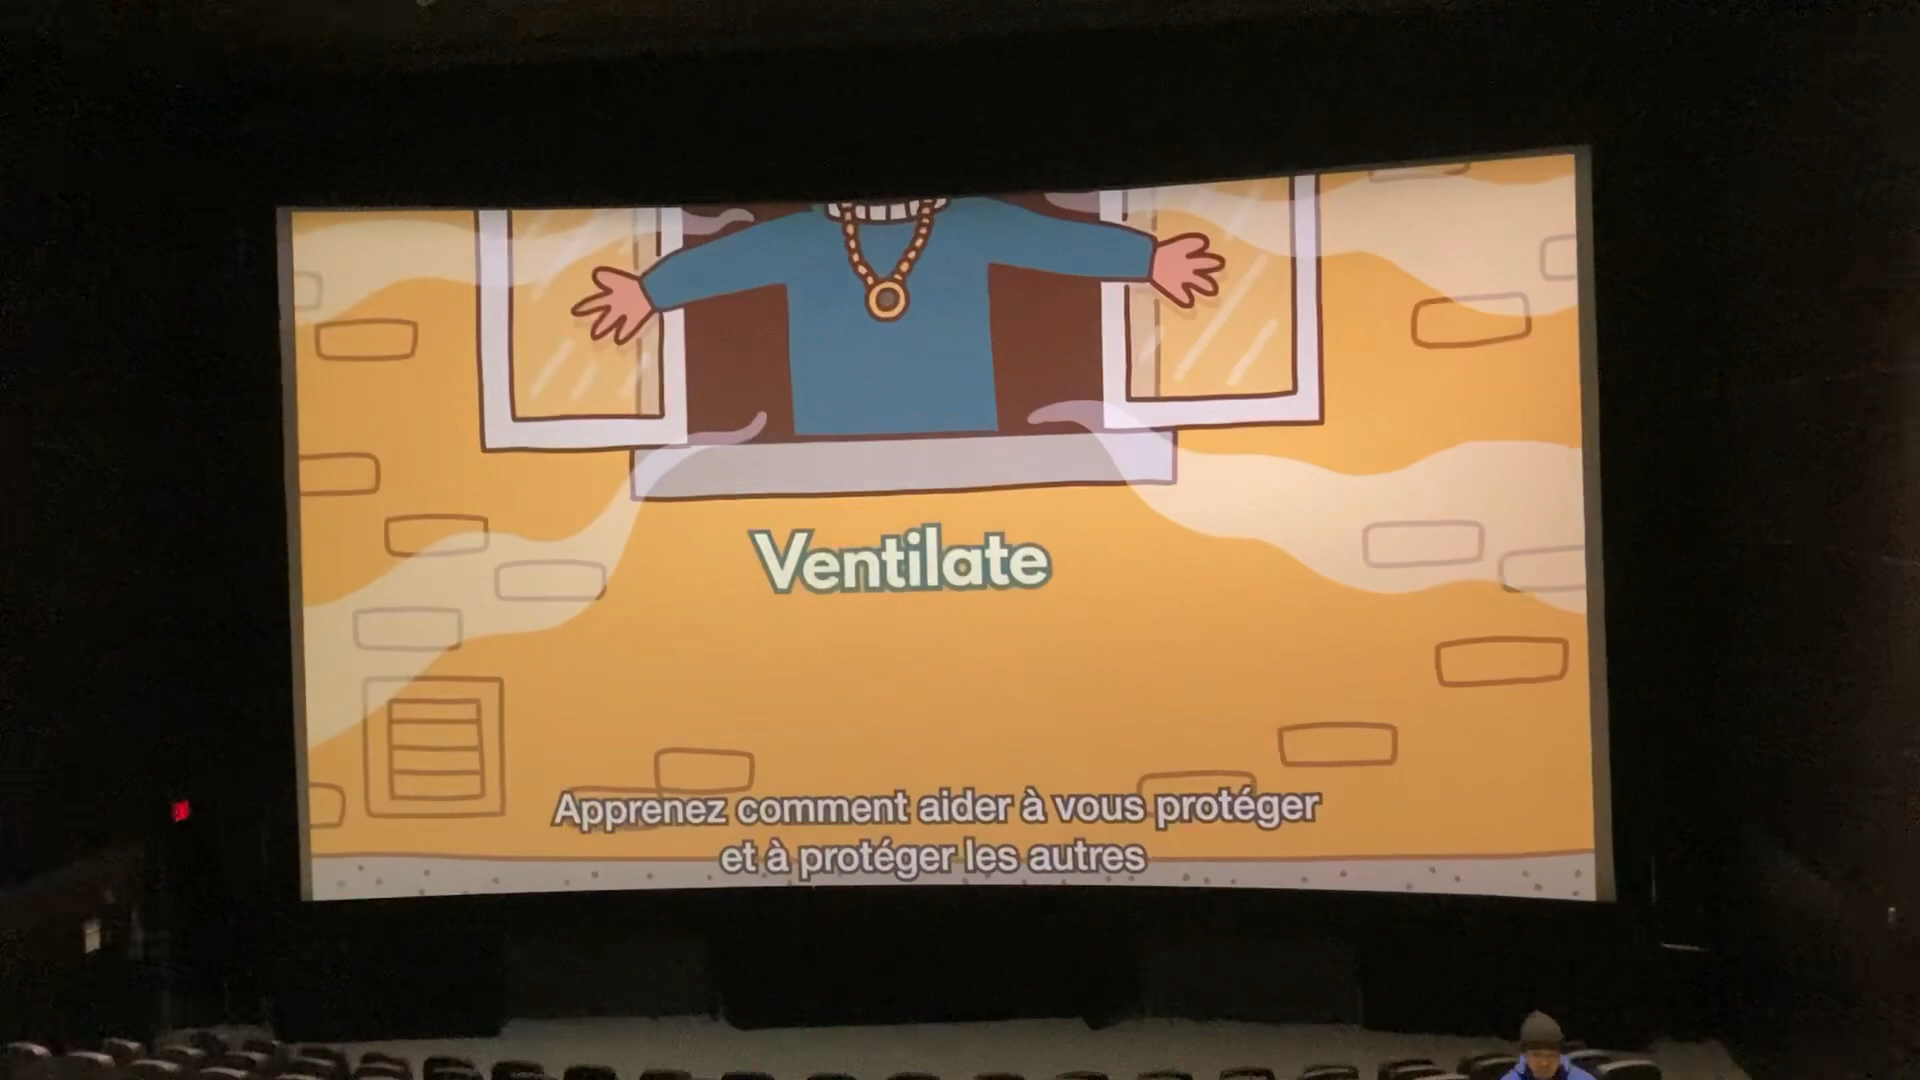 Ventilate
Apprenez comment aider à vous protéger
et à protéger les autres